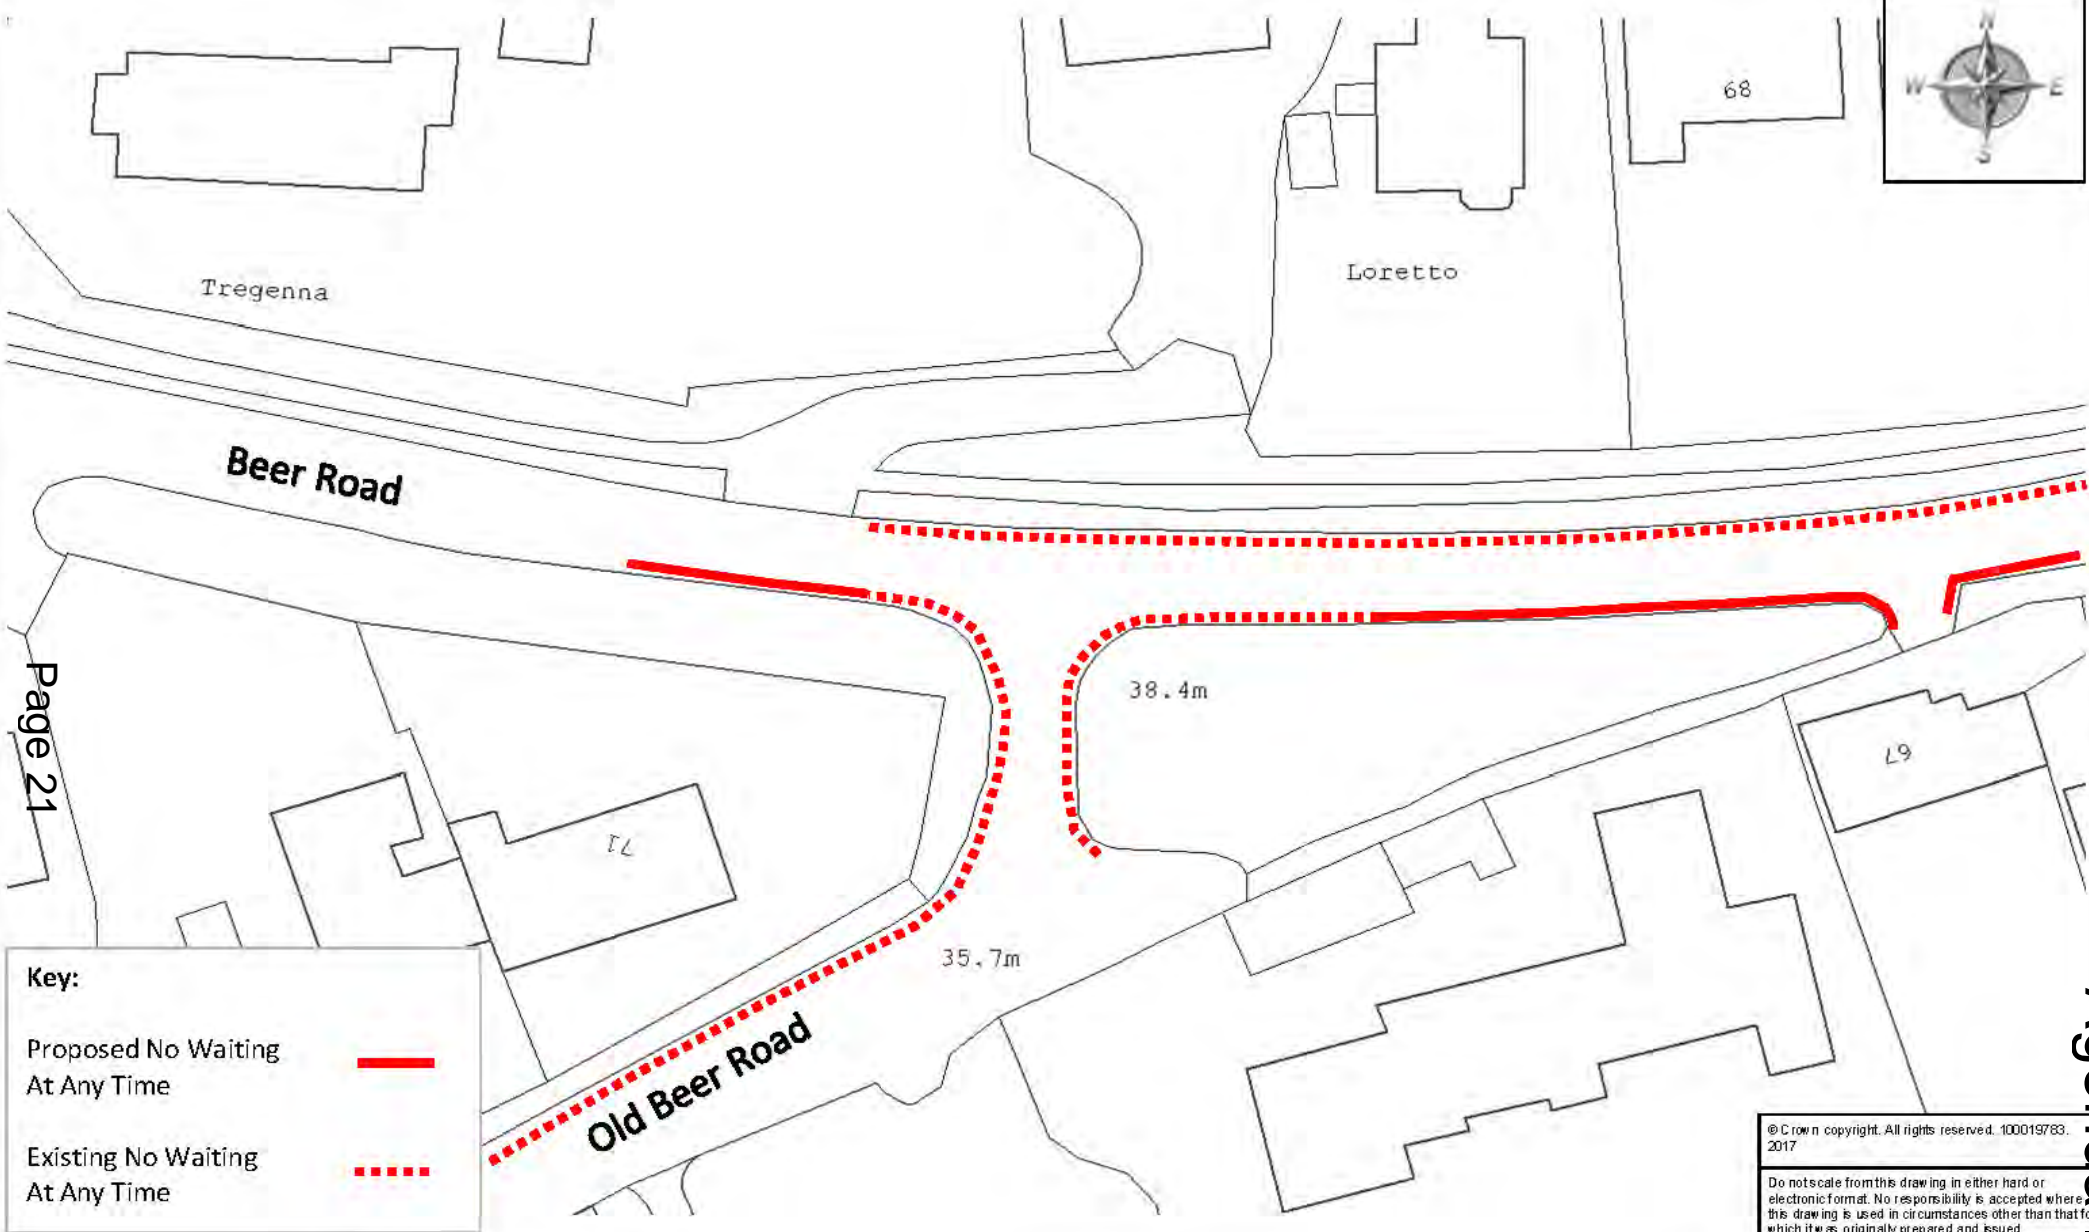 N
W E
S
68
Tregenna
Loretto
Beer Road
38.4m
Page 21
67
71
35.7m
Old Beer Road
Key:
Proposed No Waiting
At Any Time
Existing No Waiting
At Any Time
© Crown copyright. All rights reserved. 100019783.
2017
Do not scale from this drawing in either hard or
electronic format. No responsibility is accepted where
this drawing is used in circumstances other than that
which it was originally prepared and issued